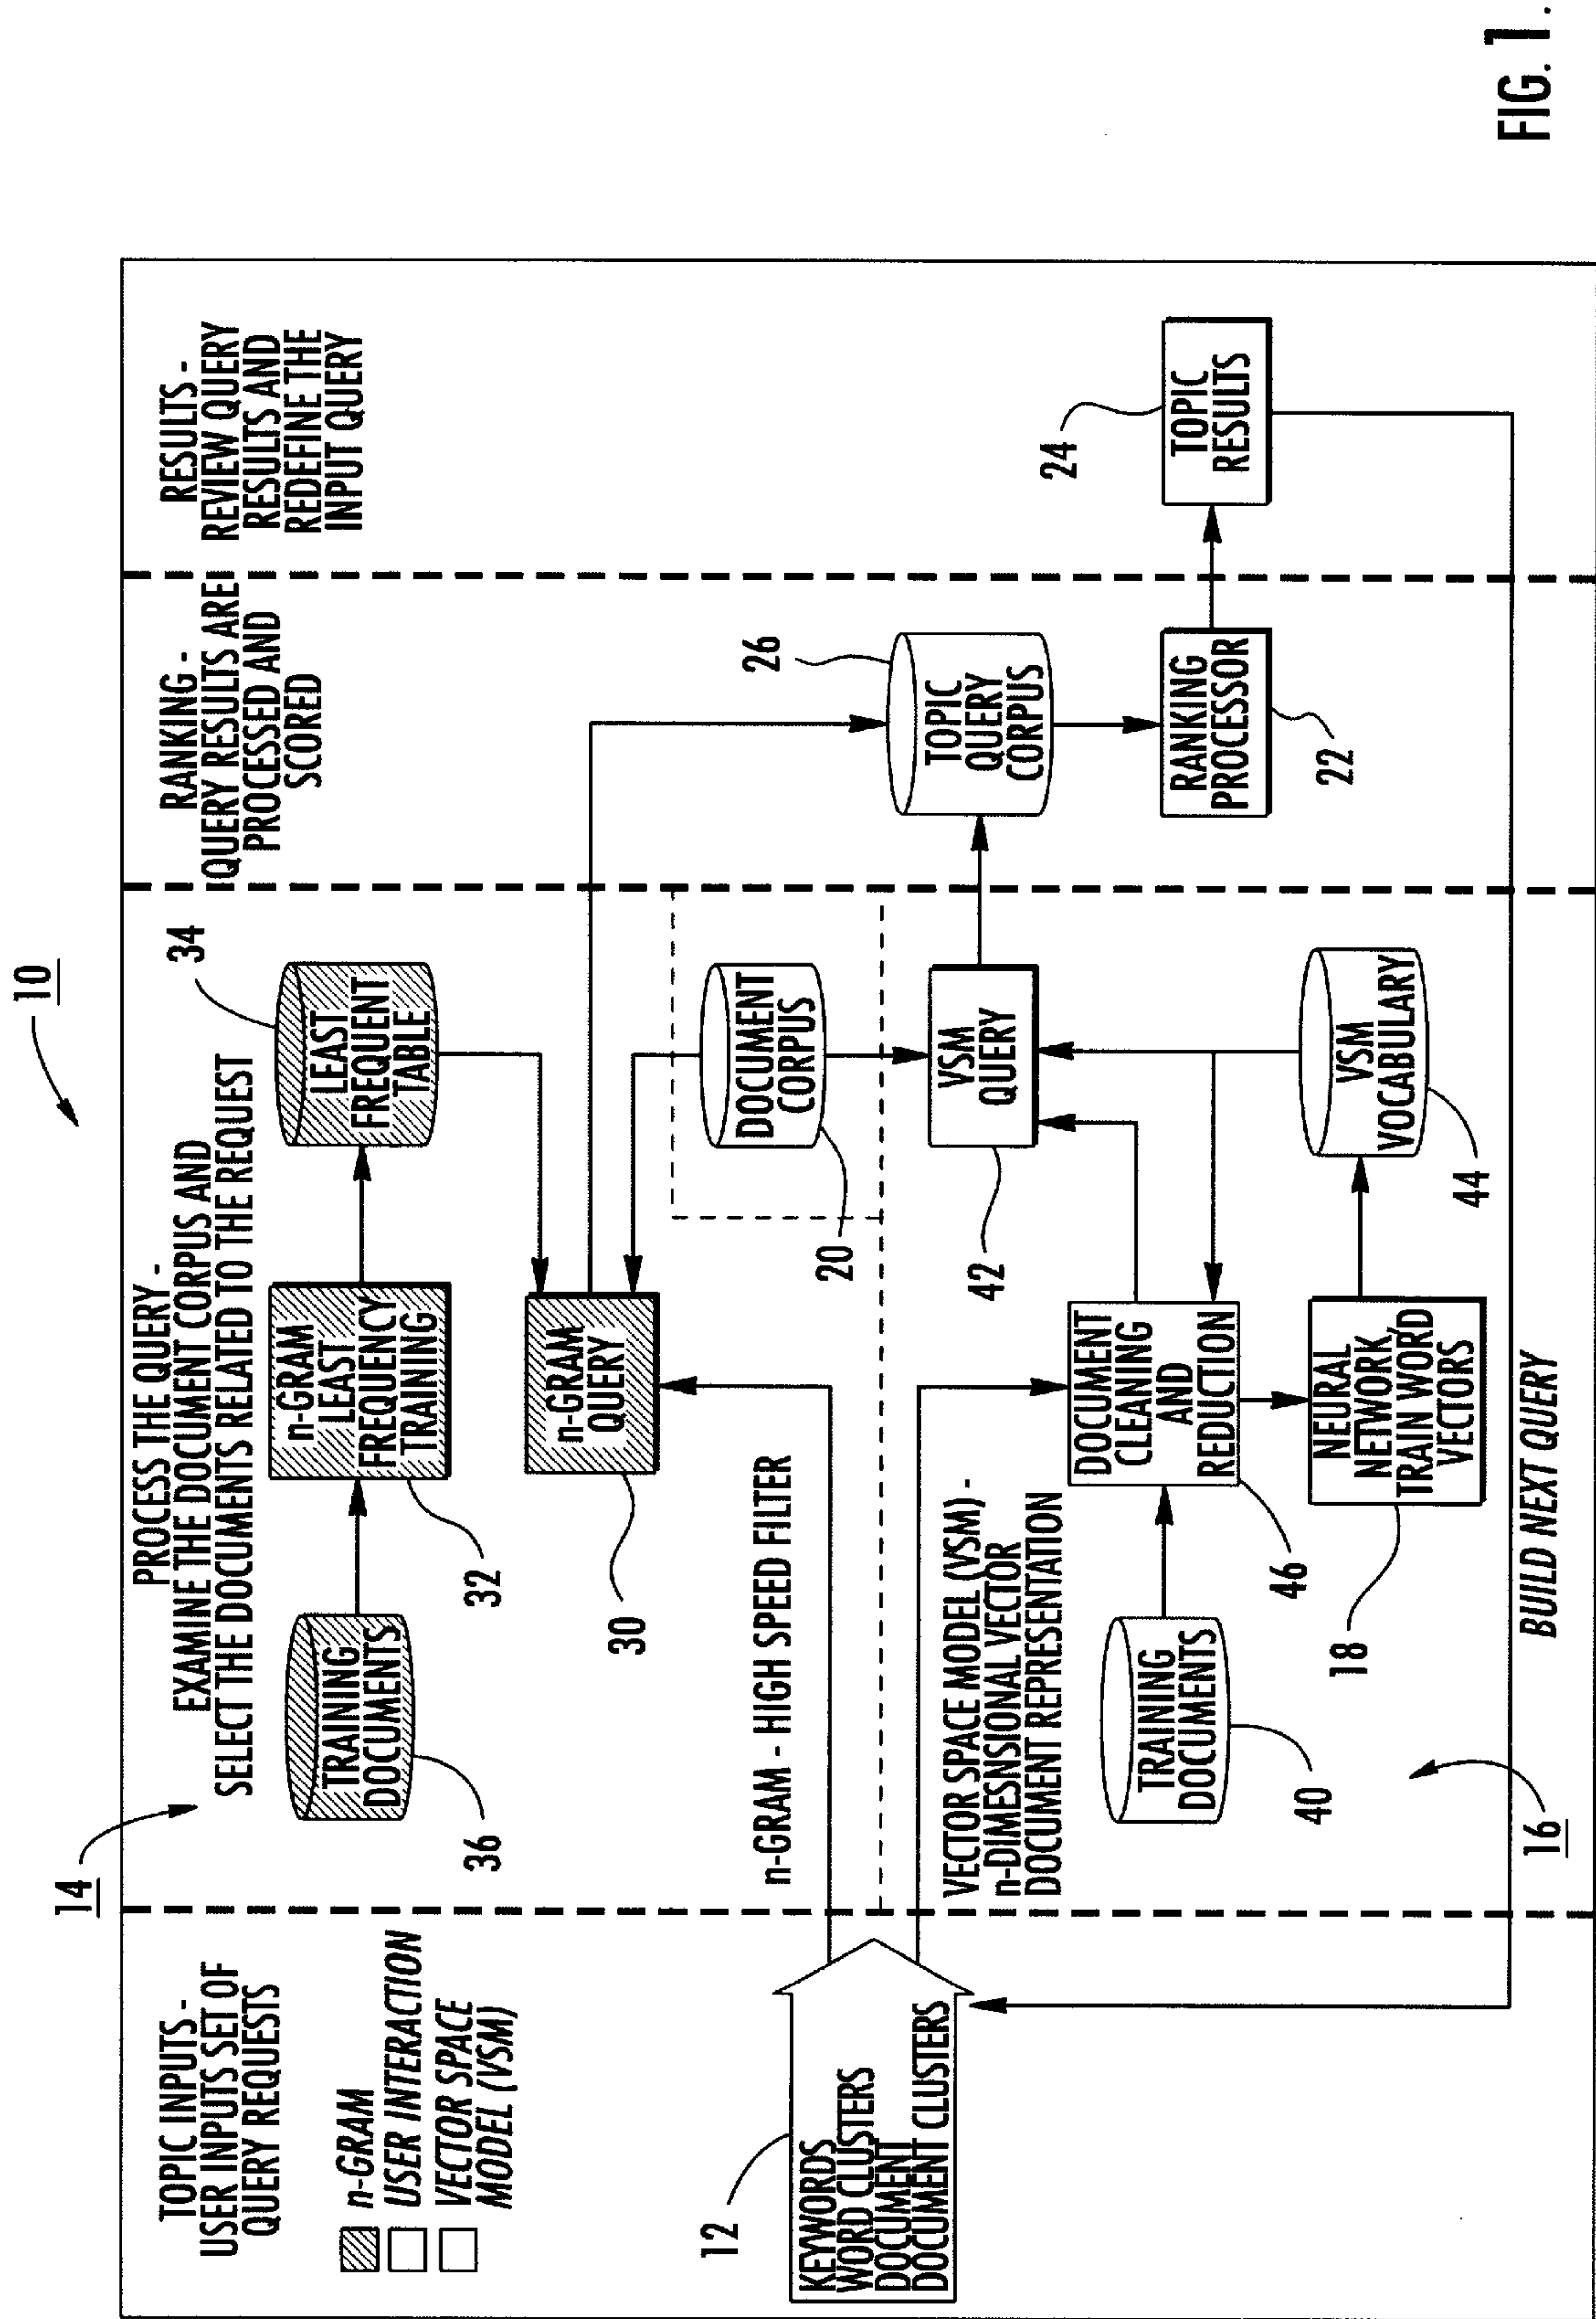 10
14
TOPIC INPUTS -
USER INPUTS SET OF
QUERY REQUESTS
n-GRAM
USER INTERACTION
VECTOR SPACE
MODEL (VSM)
12
KEYWORDS
WORD CLUSTERS
DOCUMENT
DOCUMENT CLUSTERS
PROCESS THE QUERY -
EXAMINE THE DOCUMENT CORPUS AND
SELECT THE DOCUMENTS RELATED TO THE REQUEST
TRAINING
DOCUMENTS
36
n-GRAM
LEAST
FREQUENCY
TRAINING
32
LEAST
FREQUENT
TABLE
34
n-GRAM
QUERY
30
n-GRAM - HIGH SPEED FILTER
DOCUMENT
CORPUS
20
VECTOR SPACE MODEL (VSM) -
n-DIMESNSIONAL VECTOR
DOCUMENT REPRESENTATION
VSM
QUERY
42
TRAINING
DOCUMENTS
40
DOCUMENT
CLEANING
AND
REDUCTION
46
NEURAL
NETWORK,
TRAIN WORD
VECTORS
18
VSM
VOCABULARY
44
16
BUILD NEXT QUERY
RANKING -
QUERY RESULTS ARE
PROCESSED AND
SCORED
26
TOPIC
QUERY
CORPUS
RANKING
PROCESSOR
22
RESULTS -
REVIEW QUERY
RESULTS AND
REDEFINE THE
INPUT QUERY
24
TOPIC
RESULTS
FIG. 1.